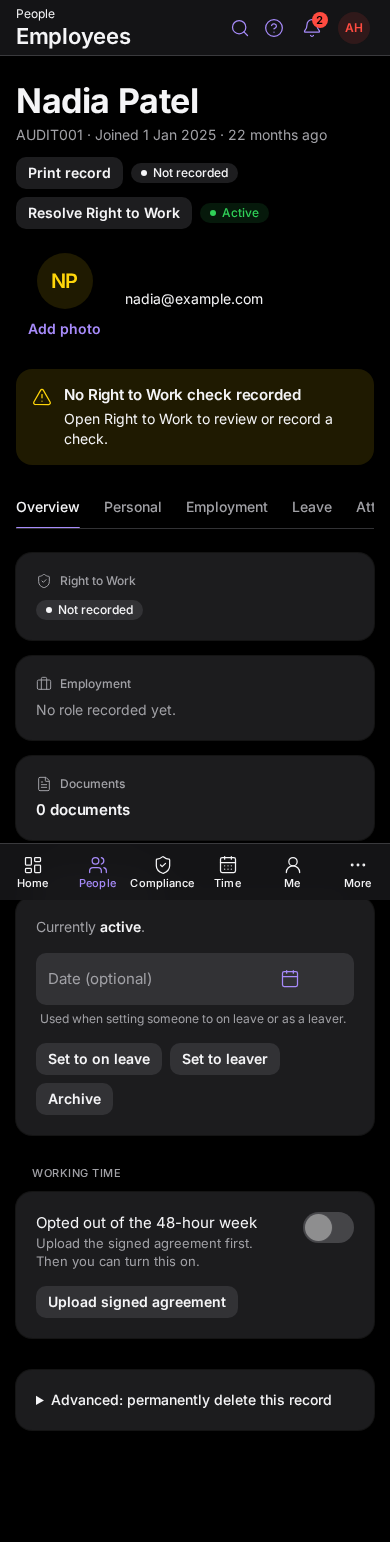 People
Employees
2
AH
Nadia Patel
AUDIT001 · Joined 1 Jan 2025 · 22 months ago
Print record
Not recorded
Resolve Right to Work
Active
NP
nadia@example.com
Add photo
No Right to Work check recorded
Open Right to Work to review or record a
check.
Overview Personal Employment Leave Att
Right to Work
Not recorded
Employment
No role recorded yet.
Documents
0 documents
Home People Compliance Time Me More
Currently active.
Date (optional)
Used when setting someone to on leave or as a leaver.
Set to on leave
Set to leaver
Archive
WORKING TIME
Opted out of the 48-hour week
Upload the signed agreement first.
Then you can turn this on.
Upload signed agreement
Advanced: permanently delete this record